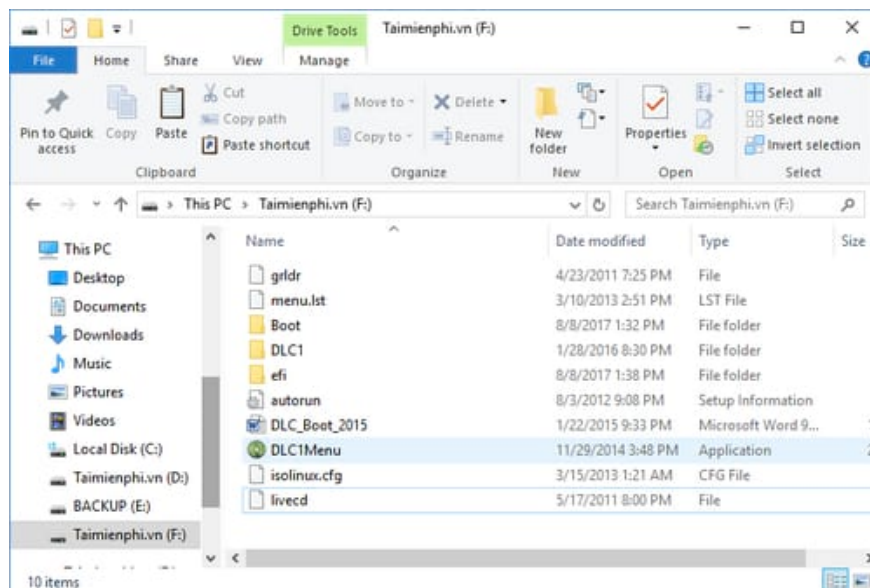 Drive Tools Taimienphi.vn (F:)
File Home Share View Manage
Pin to Quick access
Copy
Paste
Cut
Copy path
Paste shortcut
Clipboard
Move to
Copy to
Delete
Rename
Organize
New folder
New
Properties
Open
Select all
Select none
Invert selection
Select
This PC > Taimienphi.vn (F:)
Search Taimienphi.vn (F:)
This PC
Desktop
Documents
Downloads
Music
Pictures
Videos
Local Disk (C:)
Taimienphi.vn (D:)
BACKUP (E:)
Taimienphi.vn (F:)
Name Date modified Type Size
grldr 4/23/2011 7:25 PM File
menu.lst 3/10/2013 2:51 PM LST File
Boot 8/8/2017 1:32 PM File folder
DLC1 1/28/2016 8:30 PM File folder
efi 8/8/2017 1:38 PM File folder
autorun 8/3/2012 9:08 PM Setup Information
DLC_Boot_2015 1/22/2015 9:33 PM Microsoft Word 9...
DLC1Menu 11/29/2014 3:48 PM Application
isolinux.cfg 3/15/2013 1:21 AM CFG File
livecd 5/17/2011 8:00 PM File
10 items